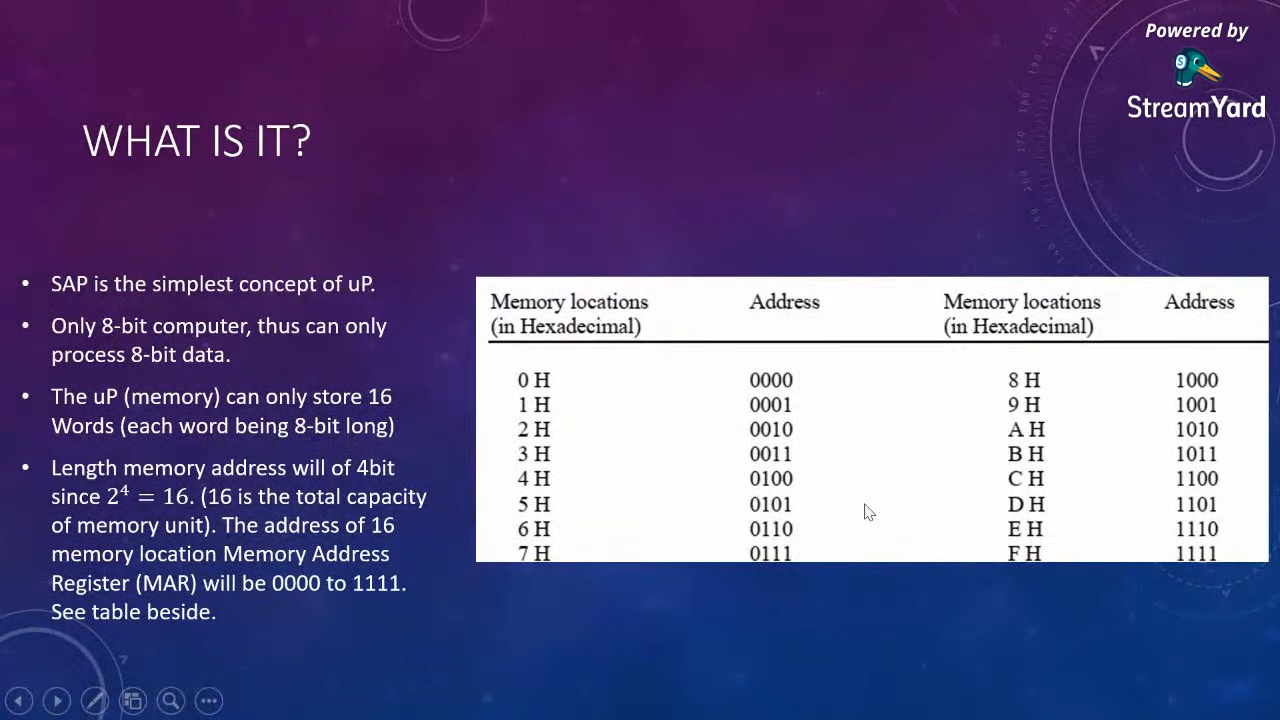 Powered by
StreamYard
WHAT IS IT?
• SAP is the simplest concept of uP.
• Only 8-bit computer, thus can only
process 8-bit data.
• The uP (memory) can only store 16
Words (each word being 8-bit long)
• Length memory address will of 4bit
since 2⁴ = 16. (16 is the total capacity
of memory unit). The address of 16
memory location Memory Address
Register (MAR) will be 0000 to 1111.
See table beside.
Memory locations Address Memory locations Address
(in Hexadecimal) (in Hexadecimal)
0 H 0000 8 H 1000
1 H 0001 9 H 1001
2 H 0010 A H 1010
3 H 0011 B H 1011
4 H 0100 C H 1100
5 H 0101 D H 1101
6 H 0110 E H 1110
7 H 0111 F H 1111